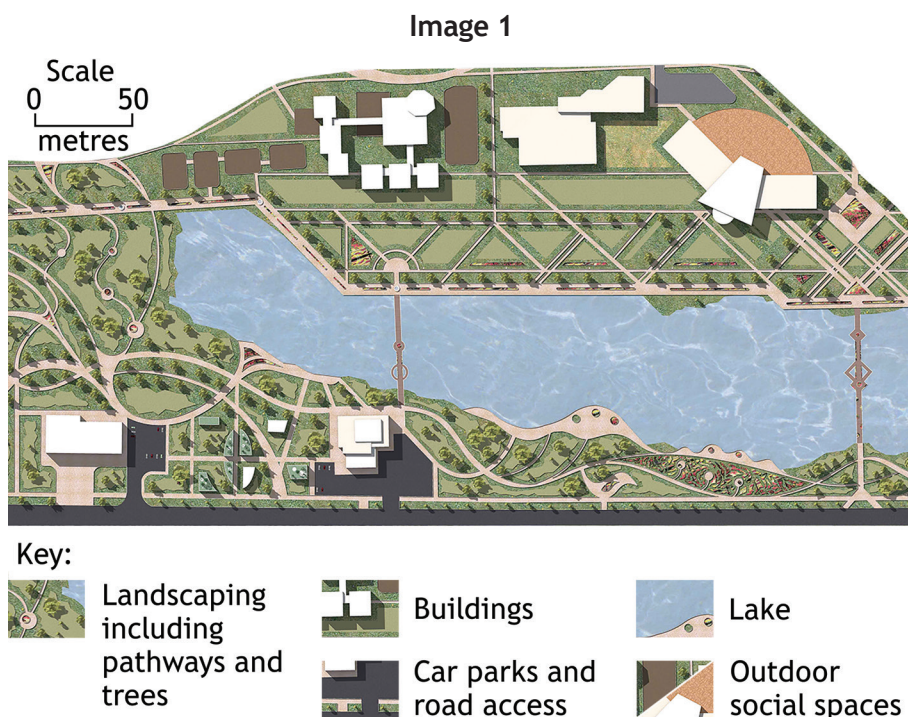 Image 1
Scale
0 50
metres
Key:
Landscaping
including
pathways and
trees
Buildings
Car parks and
road access
Lake
Outdoor
social spaces